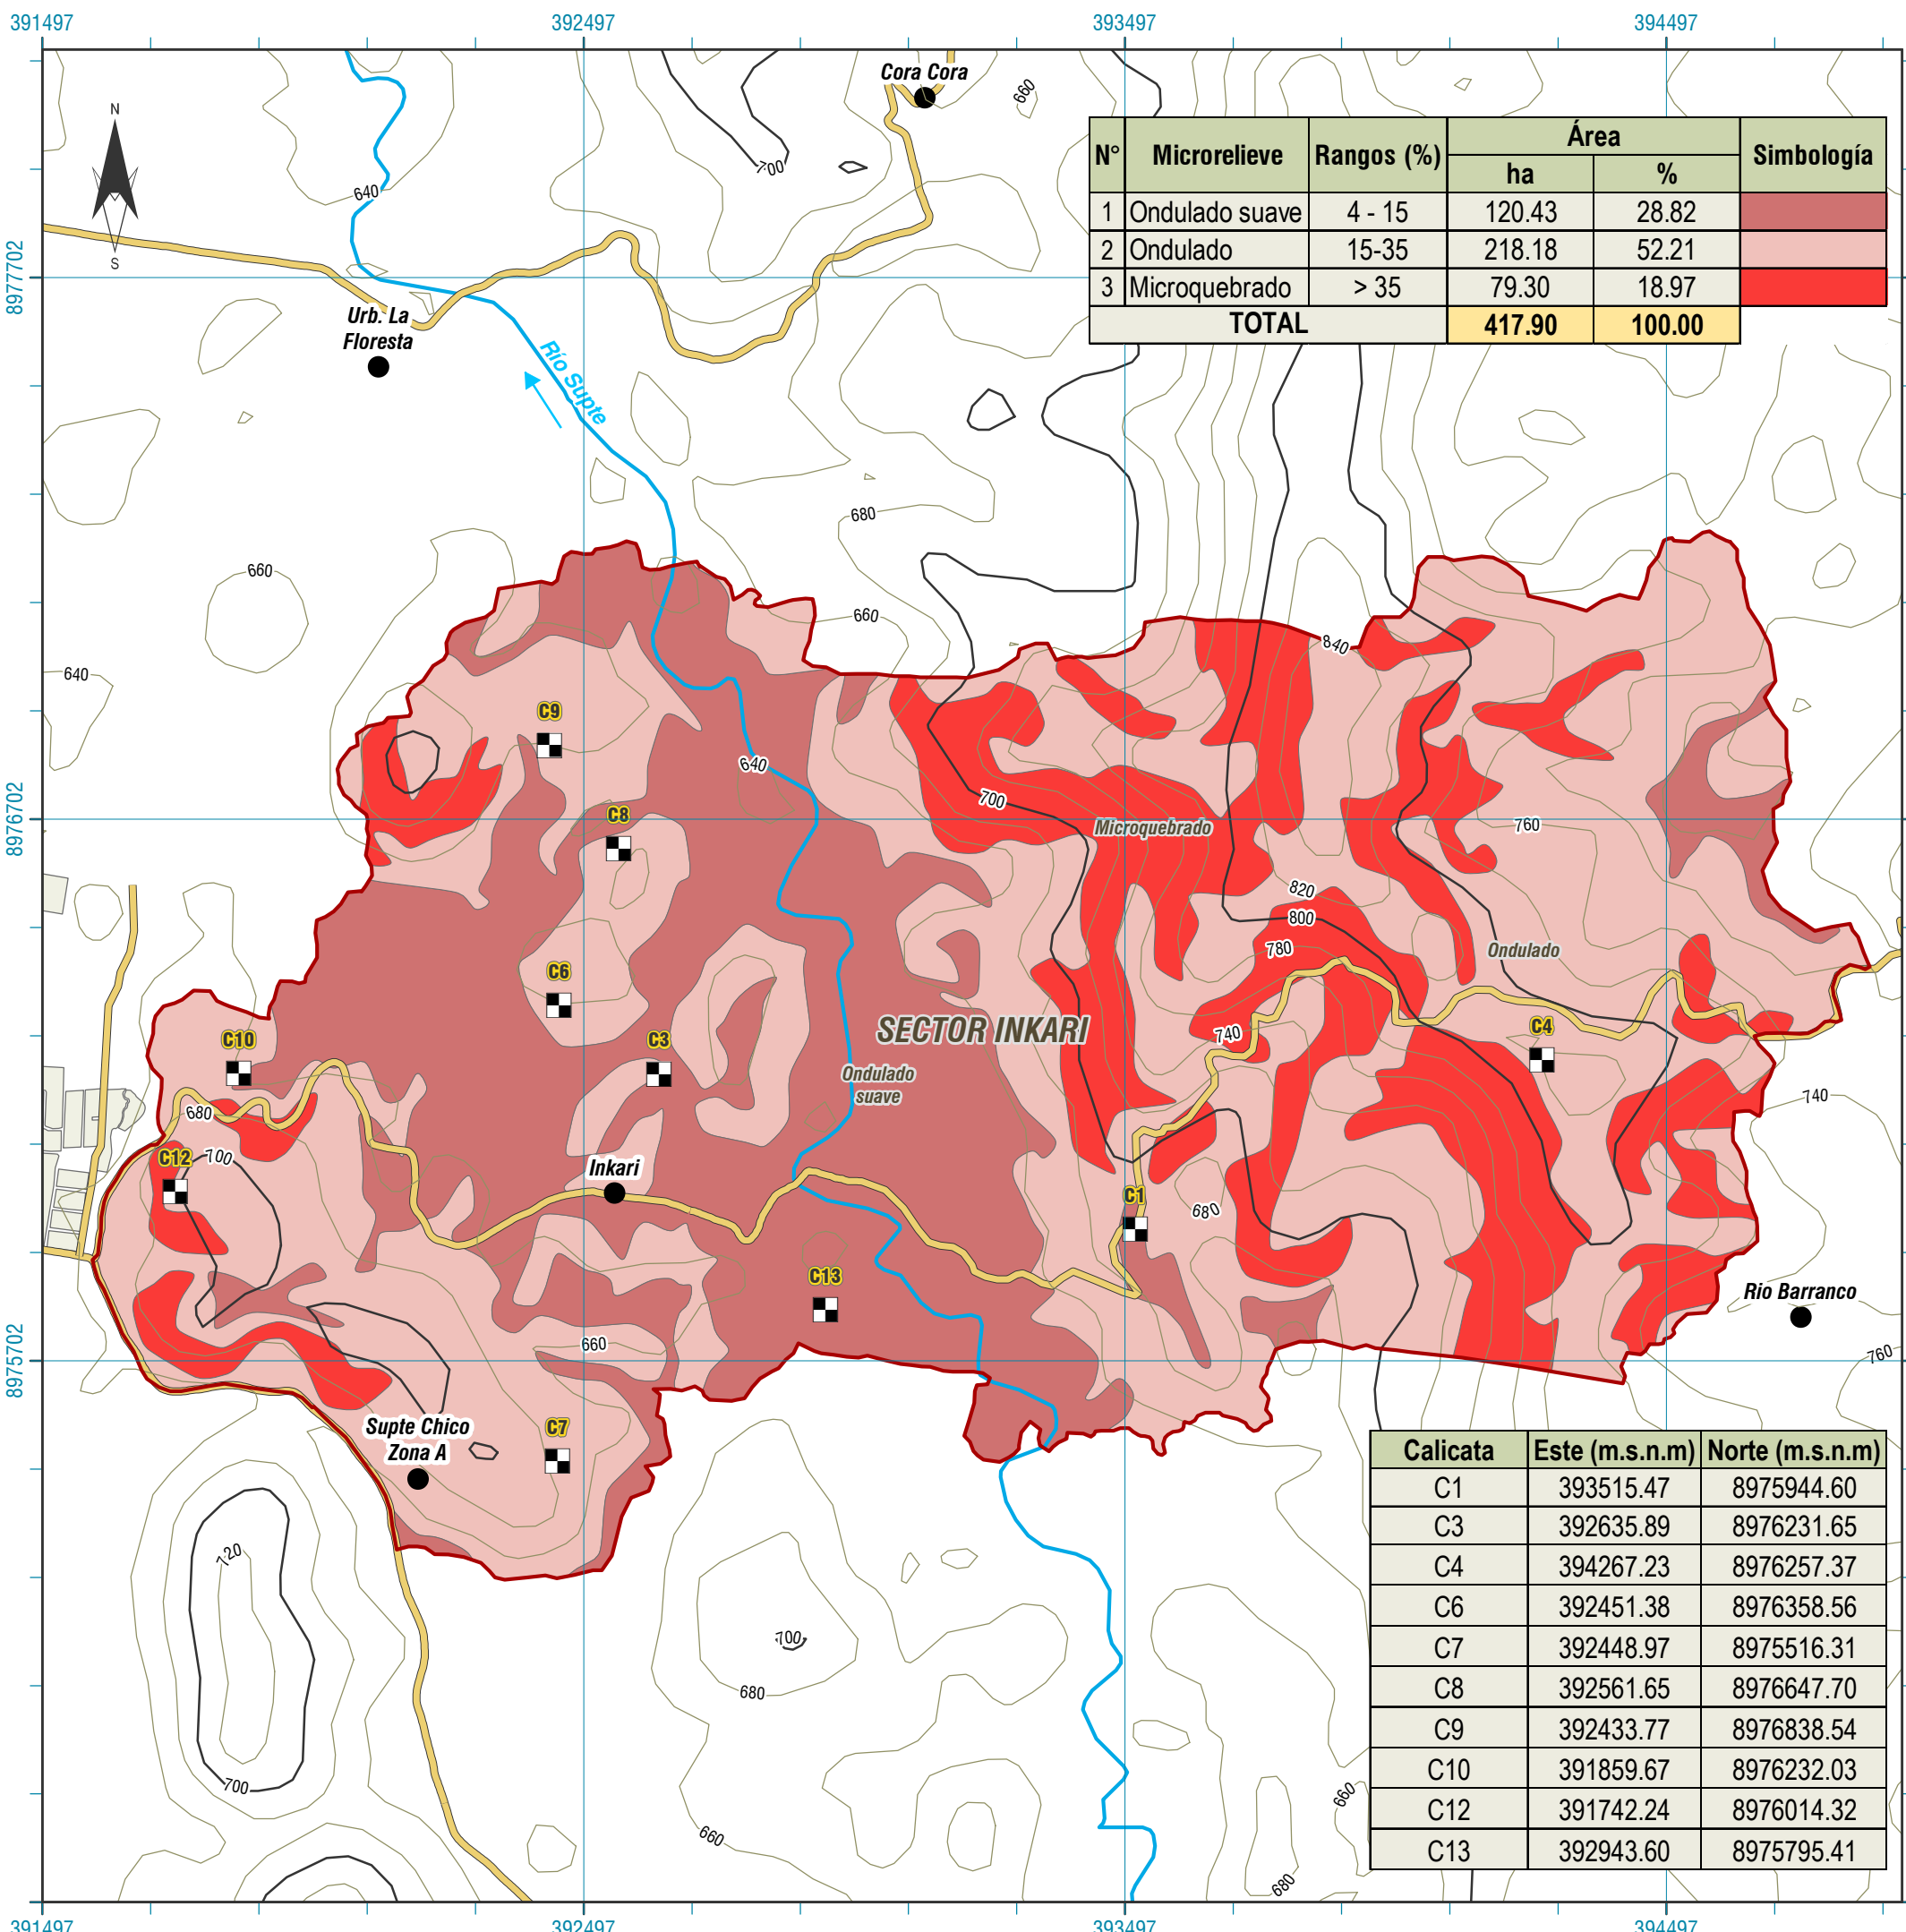 391497 392497 393497 394497
Cora Cora
660
N
S
700
640
N° Microrelieve Rangos (%) Área Simbología
ha %
1 Ondulado suave 4 - 15 120.43 28.82
2 Ondulado 15-35 218.18 52.21
3 Microquebrado > 35 79.30 18.97
TOTAL 417.90 100.00
8977702
Urb. La
Floresta
Río Supte
680
660
660
640
840
C9
640
700
C8
Microquebrado
760
8976702
820
800
780
Ondulado
C6
SECTOR INKARI
C10
C3
740
C4
Ondulado
suave
680
740
C12
700
Inkari
C1
680
C13
Rio Barranco
660
8975702
760
Supte Chico
Zona A
C7
Calicata Este (m.s.n.m) Norte (m.s.n.m)
C1 393515.47 8975944.60
C3 392635.89 8976231.65
C4 394267.23 8976257.37
C6 392451.38 8976358.56
C7 392448.97 8975516.31
C8 392561.65 8976647.70
C9 392433.77 8976838.54
C10 391859.67 8976232.03
C12 391742.24 8976014.32
C13 392943.60 8975795.41
720
700
680
700
660
660
680
391497 392497 393497 394497